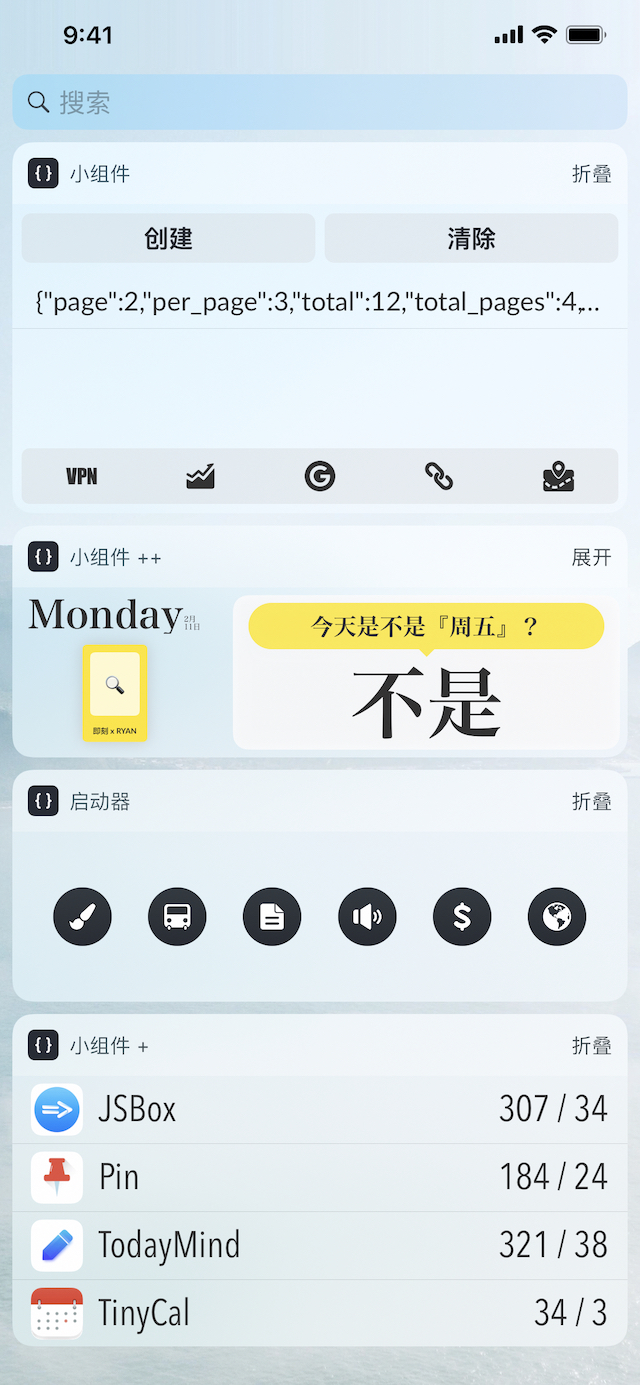 9:41
搜索
小组件 折叠
创建 清除
{"page":2,"per_page":3,"total":12,"total_pages":4,...
VPN
小组件 ++ 展开
Monday 2月
11日
今天是不是『周五』？
不是
即刻 x RYAN
启动器 折叠
小组件 + 折叠
JSBox 307 / 34
Pin 184 / 24
TodayMind 321 / 38
TinyCal 34 / 3